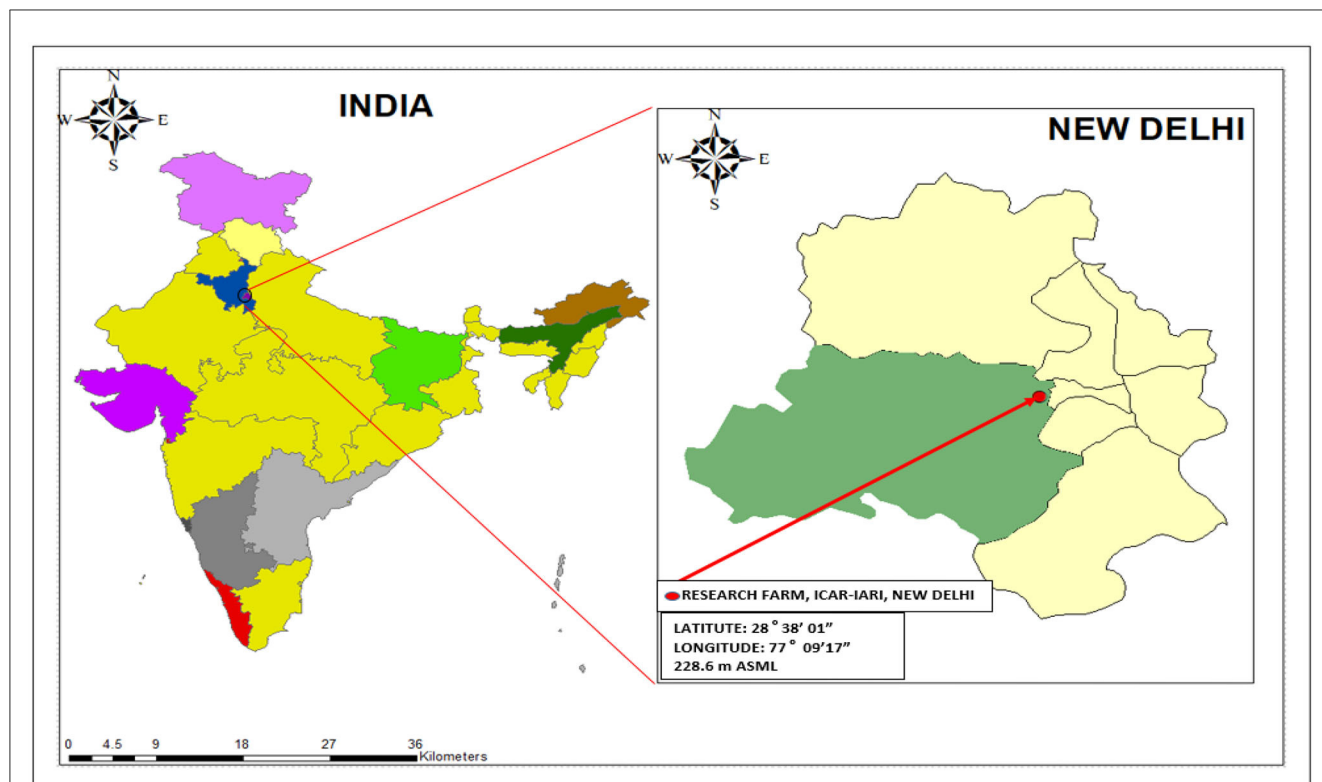 INDIA
N
W E
S
NEW DELHI
N
W E
S
RESEARCH FARM, ICAR-IARI, NEW DELHI
LATITUTE: 28° 38' 01”
LONGITUDE: 77° 09'17”
228.6 m ASML
0 4.5 9 18 27 36
Kilometers